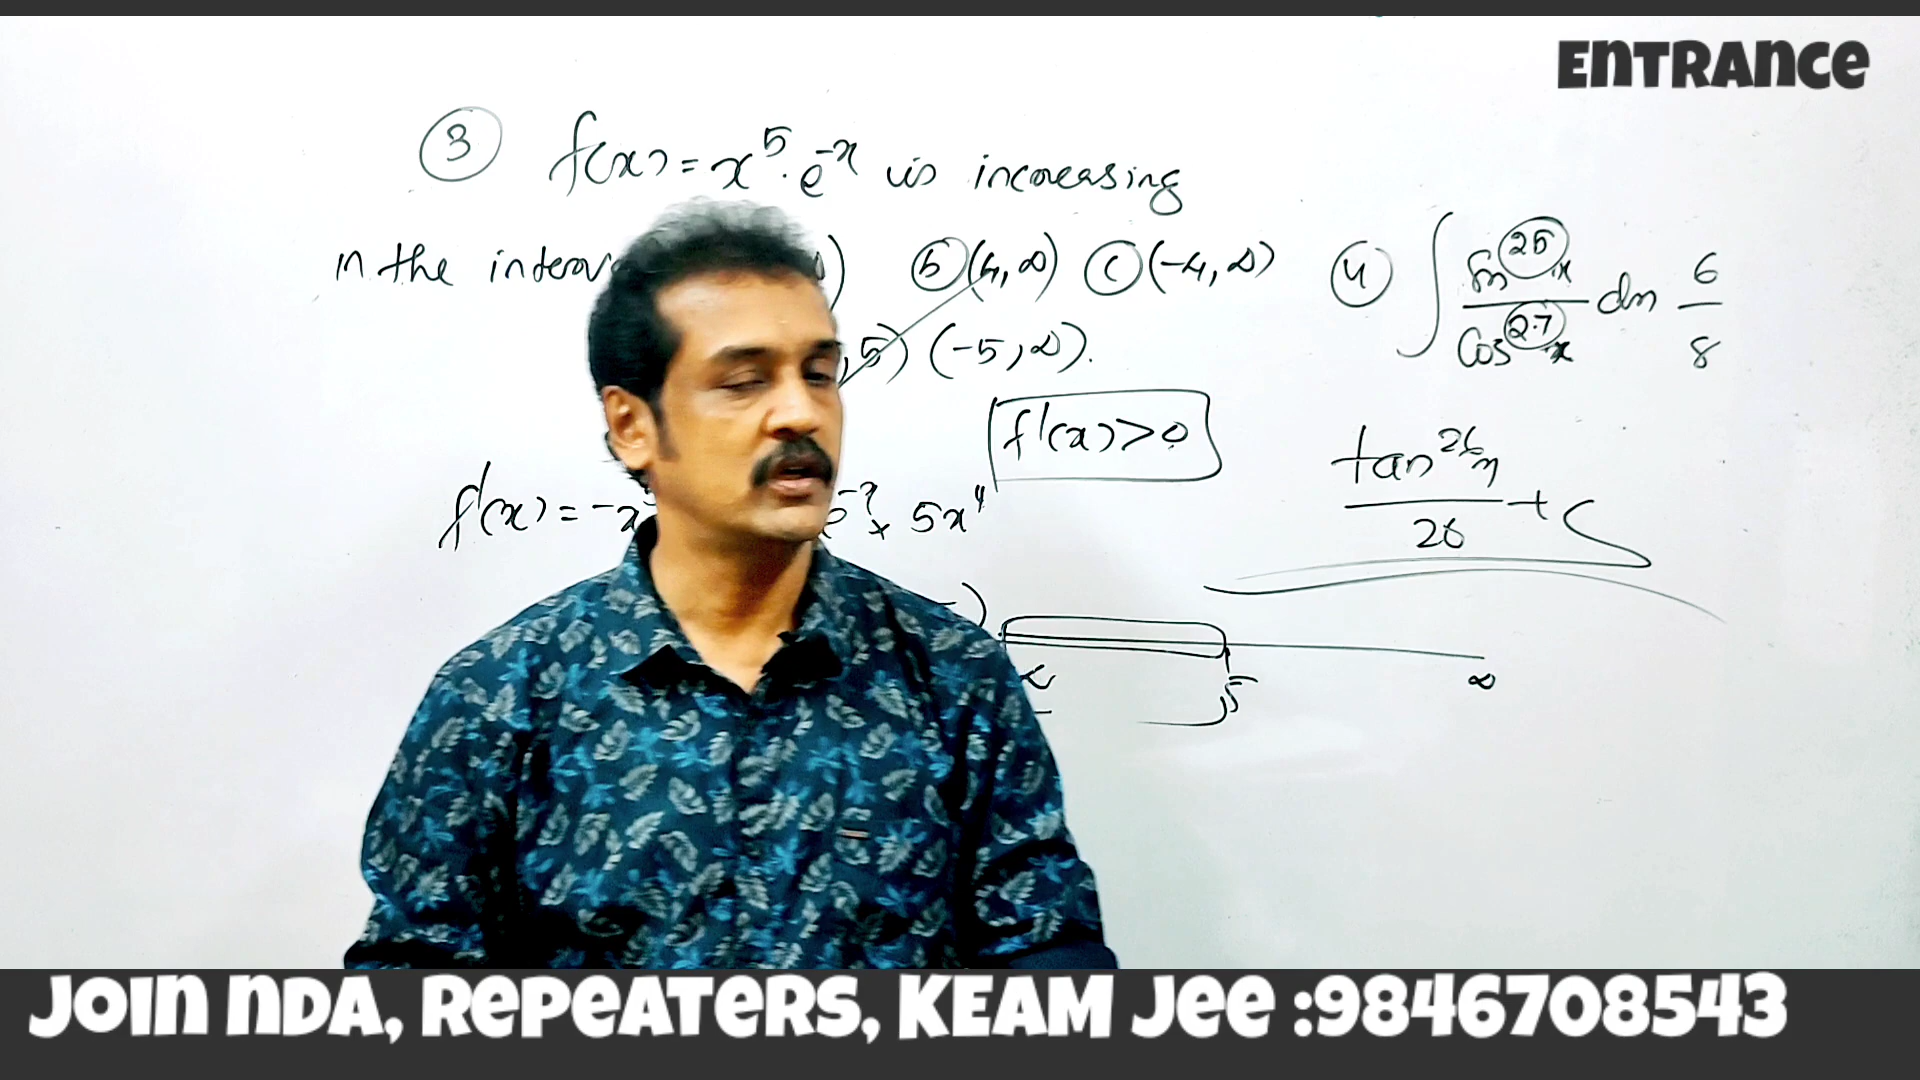 ENTRANCE
③ f(x) = x⁵.e⁻ˣ is increasing
in the ) ⓑ (4, ∞) ⓒ (-4, ∞)
,5) (-5, ∞).
f'(x) > 0
f'(x) = -x e⁻ˣ × 5x⁴
5 ∞
④ ∫ sin²⁵x / cos²⁷x dx 6/8
tan²⁶x / 26 + C
JOIN NDA, REPEATERS, KEAM JEE :9846708543